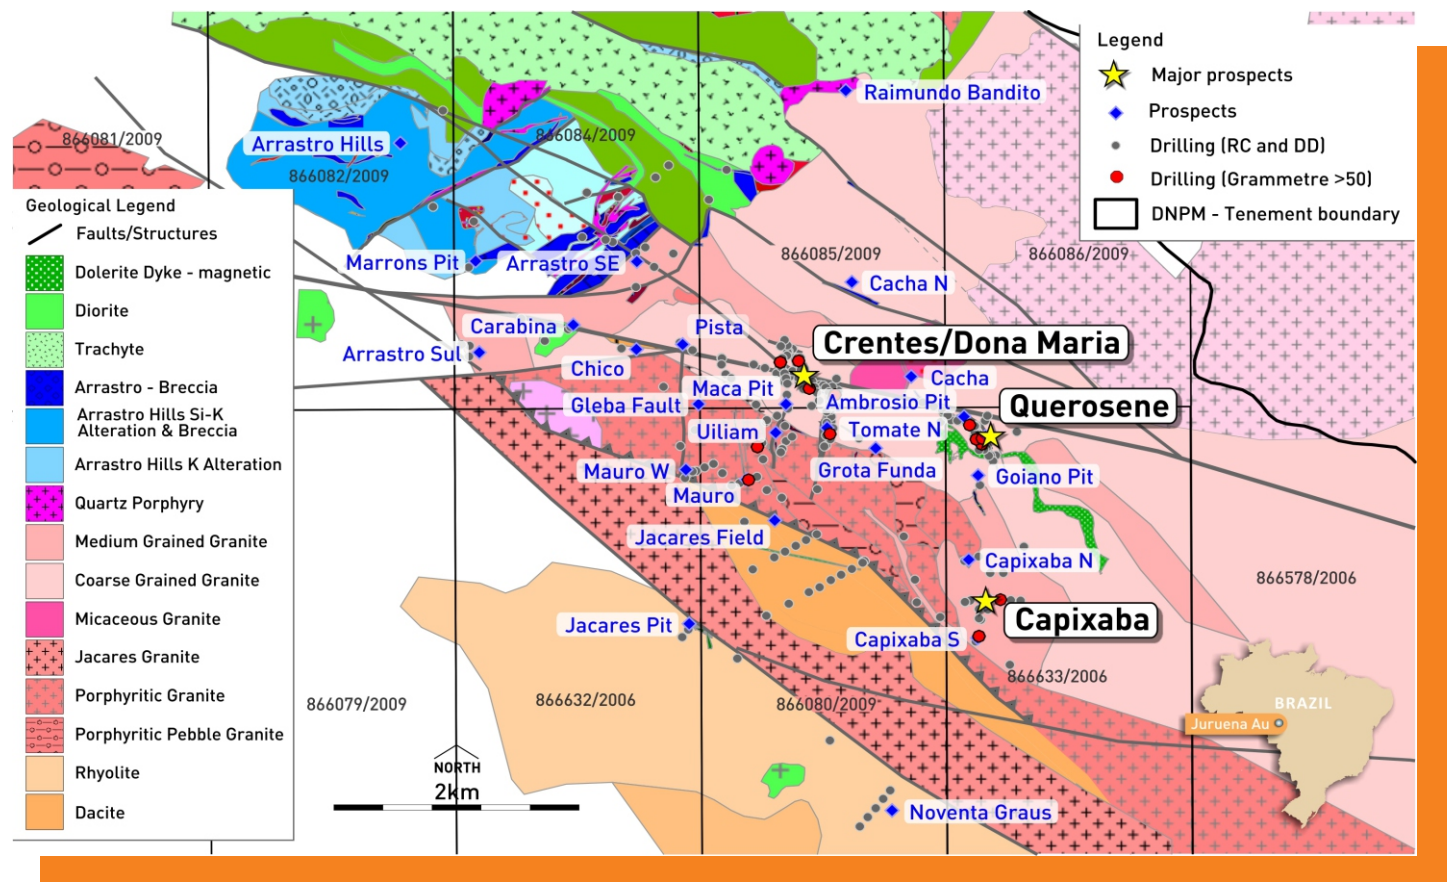 Legend
Major prospects
Prospects
Drilling (RC and DD)
Drilling (Grammetre >50)
DNPM - Tenement boundary
Raimundo Bandito
866081/2009
866084/2009
Arrastro Hills
866082/2009
Geological Legend
Faults/Structures
Dolerite Dyke - magnetic
Diorite
Trachyte
Arrastro - Breccia
Arrastro Hills Si-K
Alteration & Breccia
Arrastro Hills K Alteration
Quartz Porphyry
Medium Grained Granite
Coarse Grained Granite
Micaceous Granite
Jacares Granite
Porphyritic Granite
Porphyritic Pebble Granite
Rhyolite
Dacite
866085/2009
866086/2009
Marrons Pit
Arrastro SE
Cacha N
Carabina
Pista
Crentes/Dona Maria
Arrastro Sul
Chico
Maca Pit
Cacha
Gleba Fault
Ambrosio Pit
Querosene
Uiliam
Tomate N
Mauro W
Grota Funda
Goiano Pit
Mauro
Jacares Field
Capixaba N
866578/2006
Jacares Pit
Capixaba
Capixaba S
866633/2006
866079/2009
866632/2006
866080/2009
BRAZIL
Juruena Au
NORTH
2km
Noventa Graus